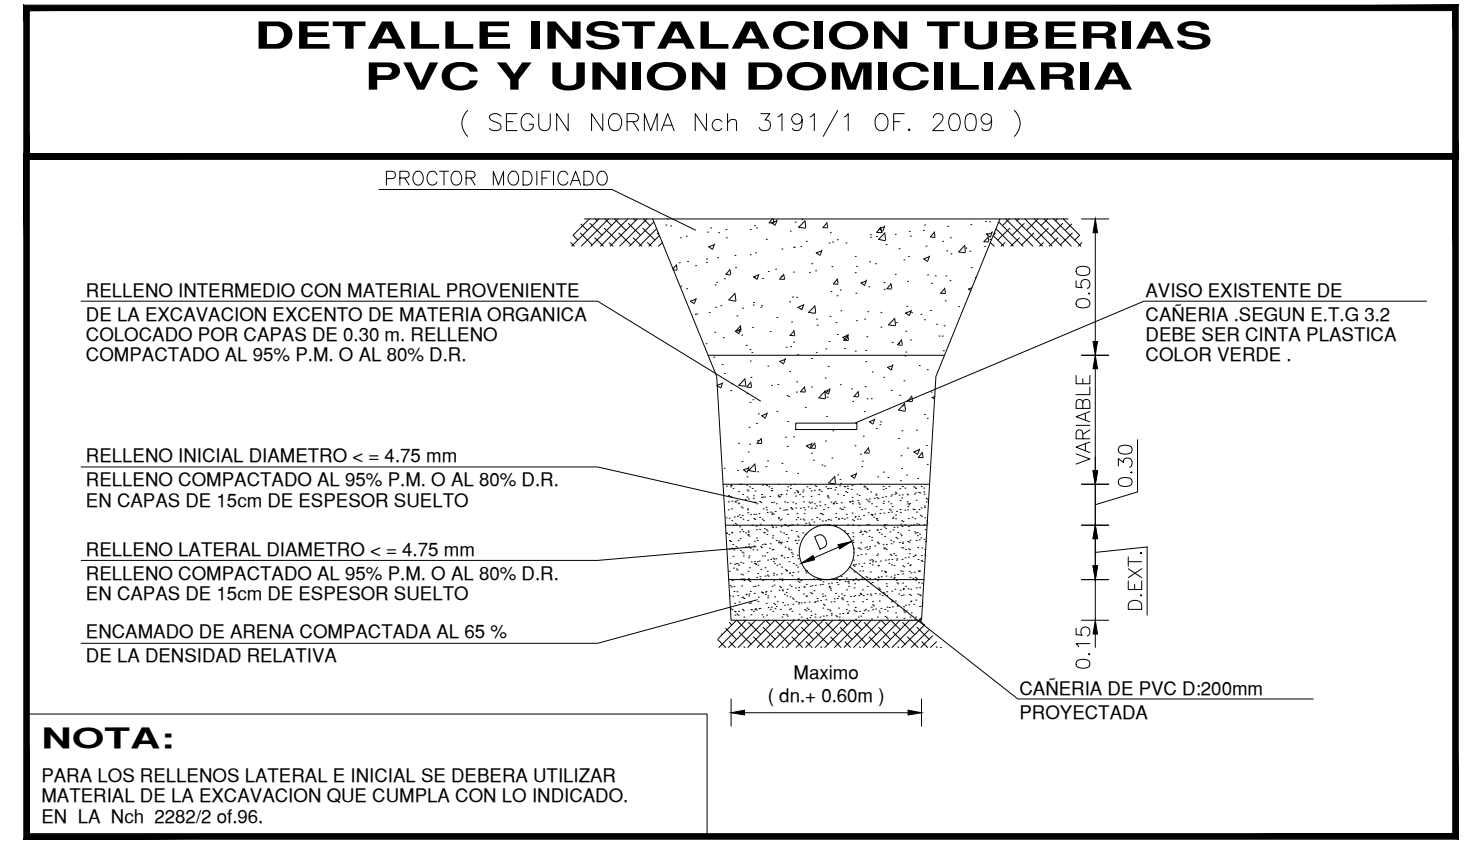 DETALLE INSTALACION TUBERIAS
PVC Y UNION DOMICILIARIA
( SEGUN NORMA Nch 3191/1 OF. 2009 )
PROCTOR MODIFICADO
RELLENO INTERMEDIO CON MATERIAL PROVENIENTE
DE LA EXCAVACION EXCENTO DE MATERIA ORGANICA
COLOCADO POR CAPAS DE 0.30 m. RELLENO
COMPACTADO AL 95% P.M. O AL 80% D.R.
RELLENO INICIAL DIAMETRO < = 4.75 mm
RELLENO COMPACTADO AL 95% P.M. O AL 80% D.R.
EN CAPAS DE 15cm DE ESPESOR SUELTO
RELLENO LATERAL DIAMETRO < = 4.75 mm
RELLENO COMPACTADO AL 95% P.M. O AL 80% D.R.
EN CAPAS DE 15cm DE ESPESOR SUELTO
ENCAMADO DE ARENA COMPACTADA AL 65 %
DE LA DENSIDAD RELATIVA
D
Maximo
( dn.+ 0.60m )
0.50
VARIABLE
0.30
D.EXT.
0.15
AVISO EXISTENTE DE
CAÑERIA .SEGUN E.T.G 3.2
DEBE SER CINTA PLASTICA
COLOR VERDE .
CAÑERIA DE PVC D:200mm
PROYECTADA
NOTA:
PARA LOS RELLENOS LATERAL E INICIAL SE DEBERA UTILIZAR
MATERIAL DE LA EXCAVACION QUE CUMPLA CON LO INDICADO.
EN LA Nch 2282/2 of.96.